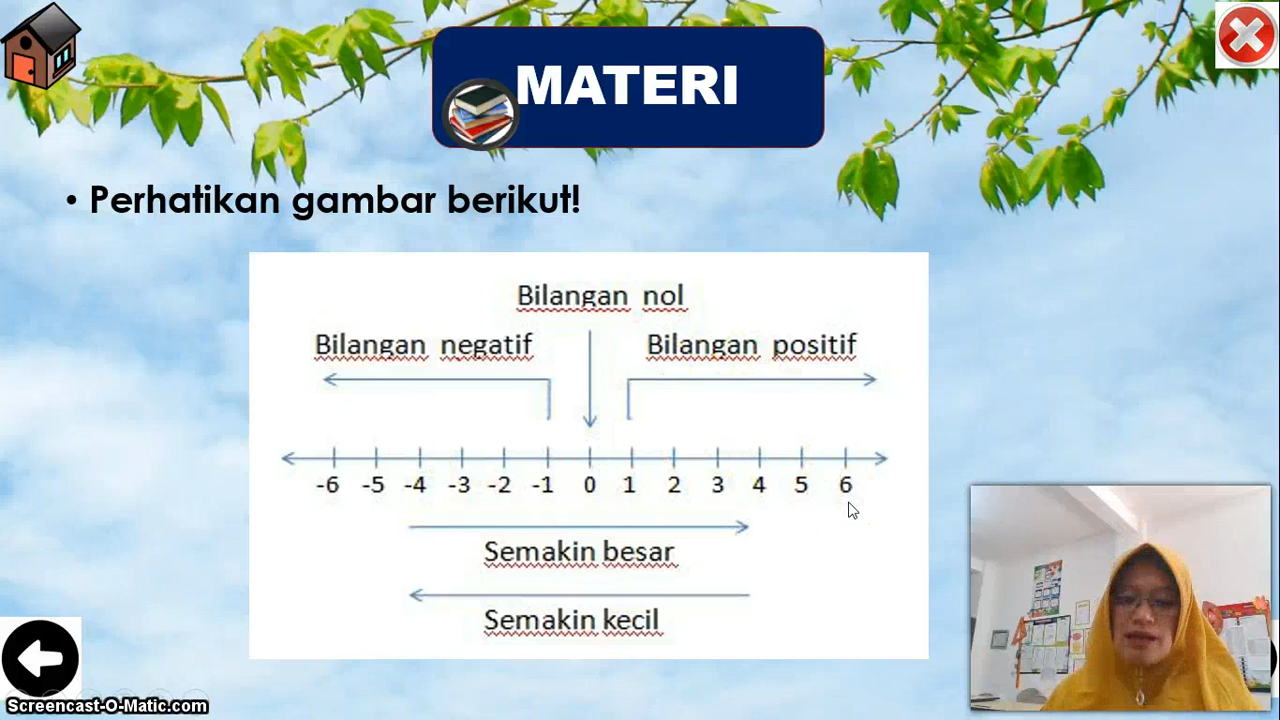 MATERI
• Perhatikan gambar berikut!
Bilangan nol
Bilangan negatif Bilangan positif
-6 -5 -4 -3 -2 -1 0 1 2 3 4 5 6
Semakin besar
Semakin kecil
Screencast-O-Matic.com